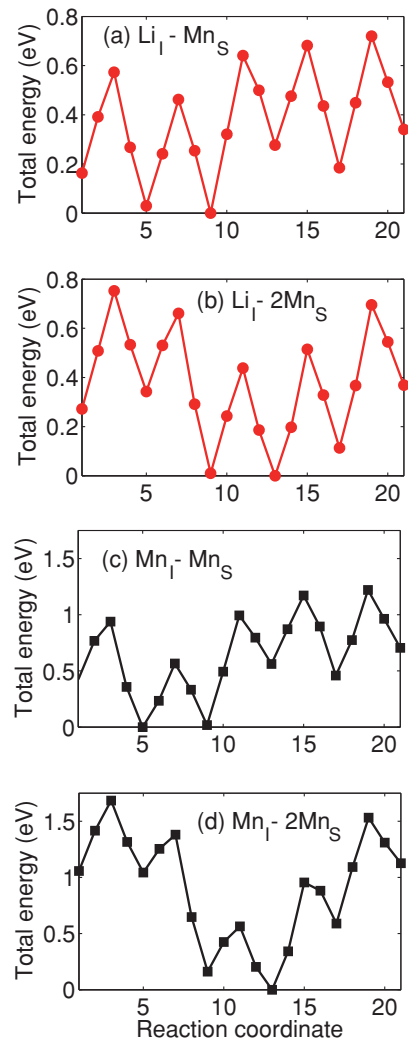 0.8
(a) Li_I - Mn_S
0.6
0.4
0.2
0
5 10 15 20
Total energy (eV)
0.8
(b) Li_I - 2Mn_S
0.6
0.4
0.2
0
5 10 15 20
Total energy (eV)
1.5
(c) Mn_I - Mn_S
1
0.5
0
5 10 15 20
Total energy (eV)
1.5
(d) Mn_I - 2Mn_S
1
0.5
0
5 10 15 20
Total energy (eV)
Reaction coordinate